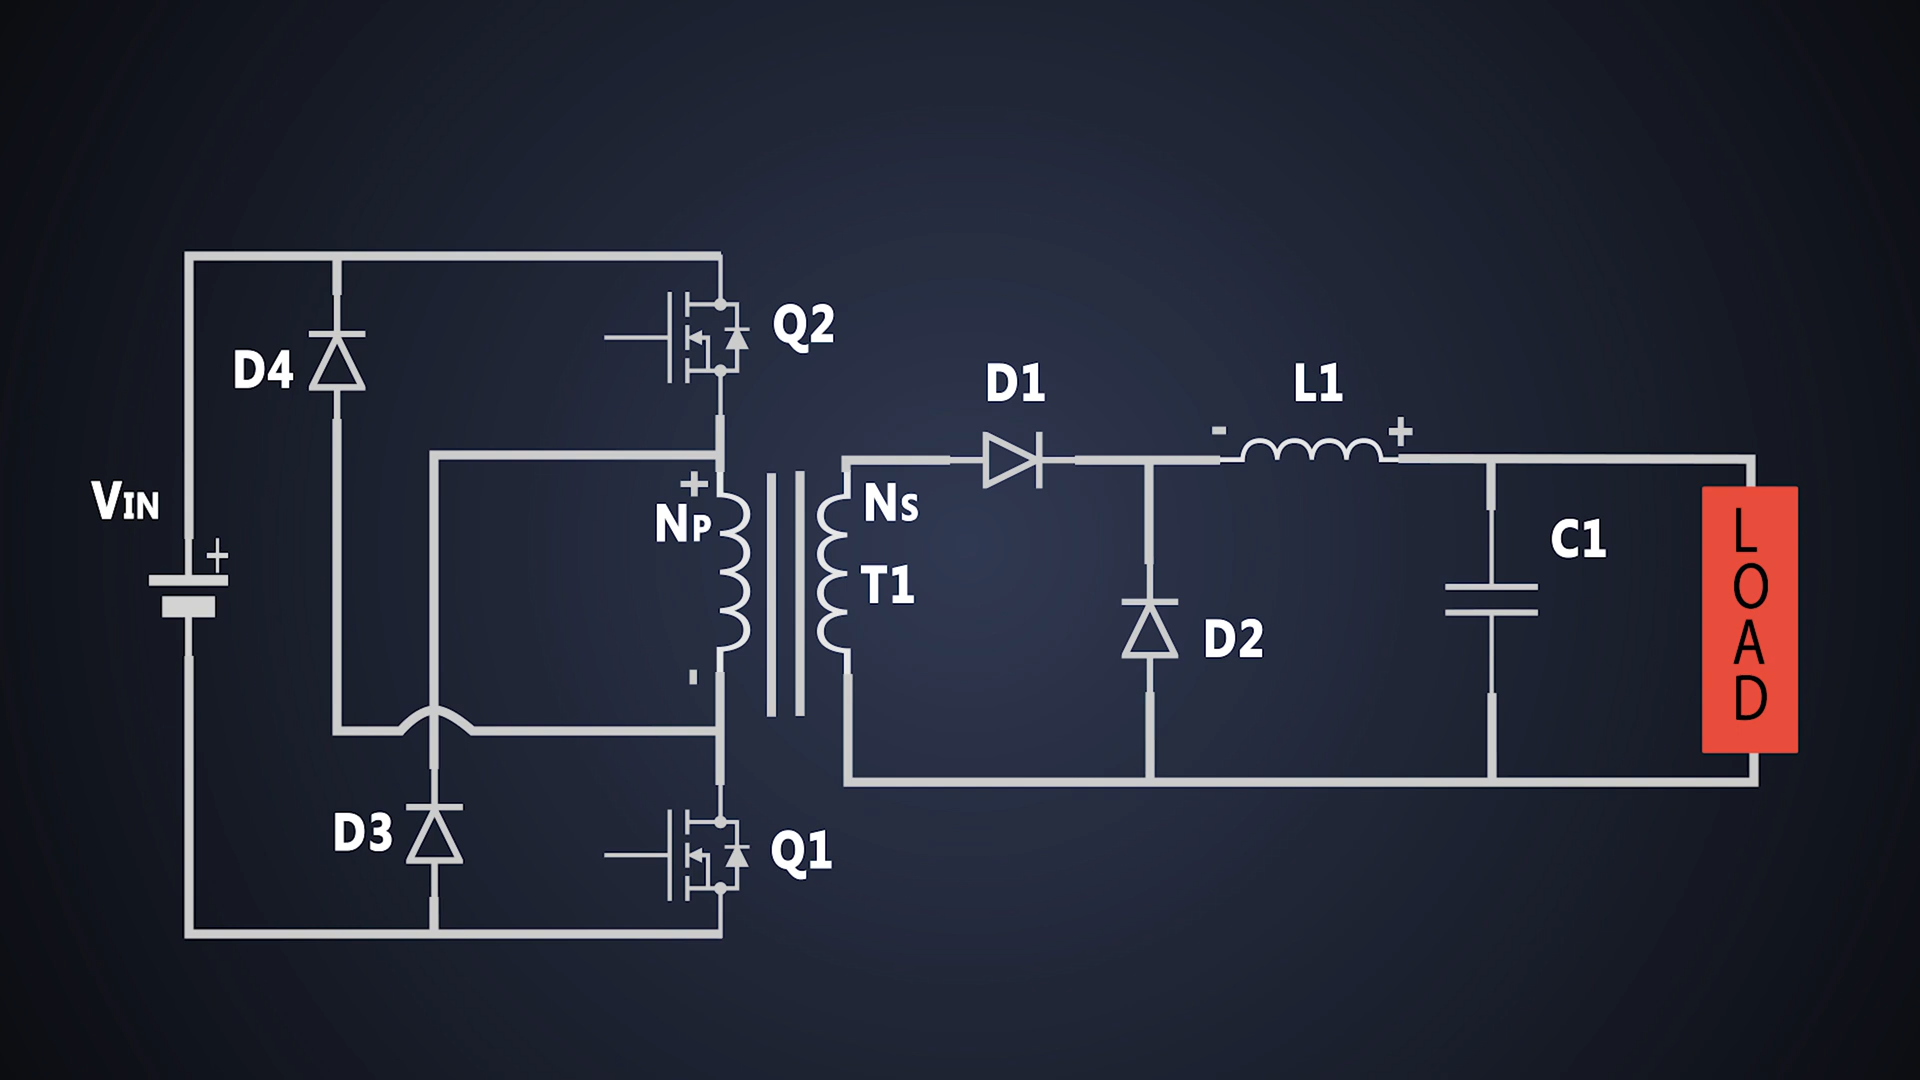 Q2
D4
D1
L1
+
-
+
VIN
+
NP
NS
C1
LOAD
+
T1
D2
-
D3
Q1